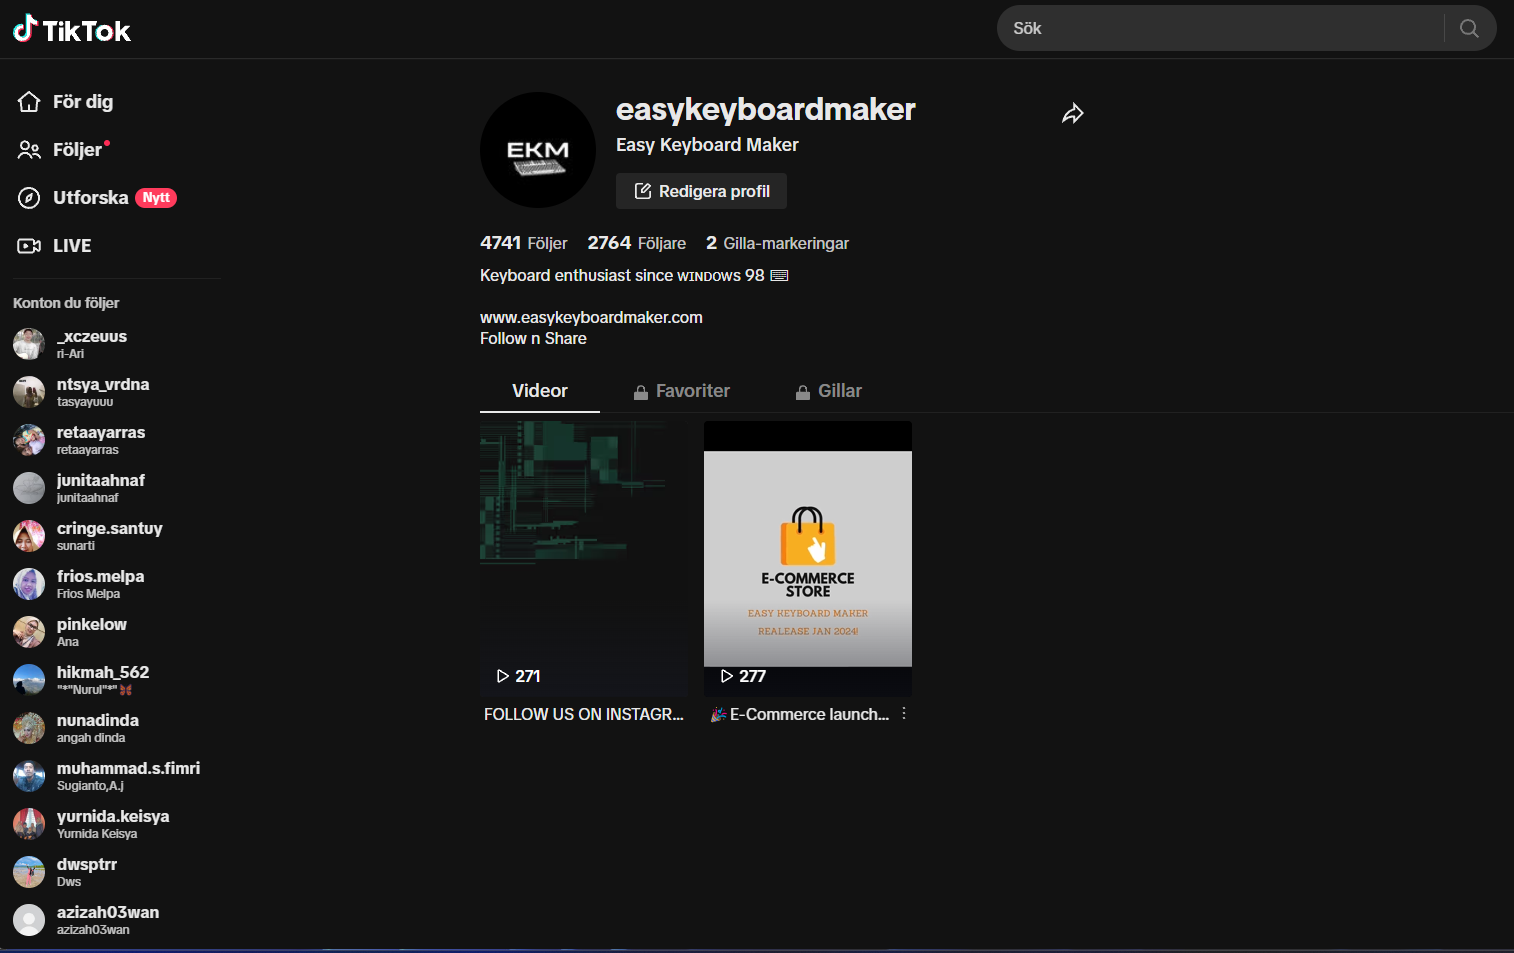 TikTok
Sök
För dig
Följer
Utforska Nytt
LIVE
Konton du följer
_xczeuus
ri-Ari
ntsya_vrdna
tasyayuuu
retaayarras
retaayarras
junitaahnaf
junitaahnaf
cringe.santuy
sunarti
frios.melpa
Frios Melpa
pinkelow
Ana
hikmah_562
"*"Nurul"*"🦋
nunadinda
angah dinda
muhammad.s.fimri
Sugianto,A.j
yurnida.keisya
Yurnida Keisya
dwsptrr
Dws
azizah03wan
azizah03wan
EKM
easykeyboardmaker
Easy Keyboard Maker
Redigera profil
4741 Följer 2764 Följare 2 Gilla-markeringar
Keyboard enthusiast since ᴡɪɴᴅᴏᴡs 98 ⌨
www.easykeyboardmaker.com
Follow n Share
Videor Favoriter Gillar
271
FOLLOW US ON INSTAGR...
E-COMMERCE
STORE
EASY KEYBOARD MAKER
REALEASE JAN 2024!
277
🎉 E-Commerce launch...